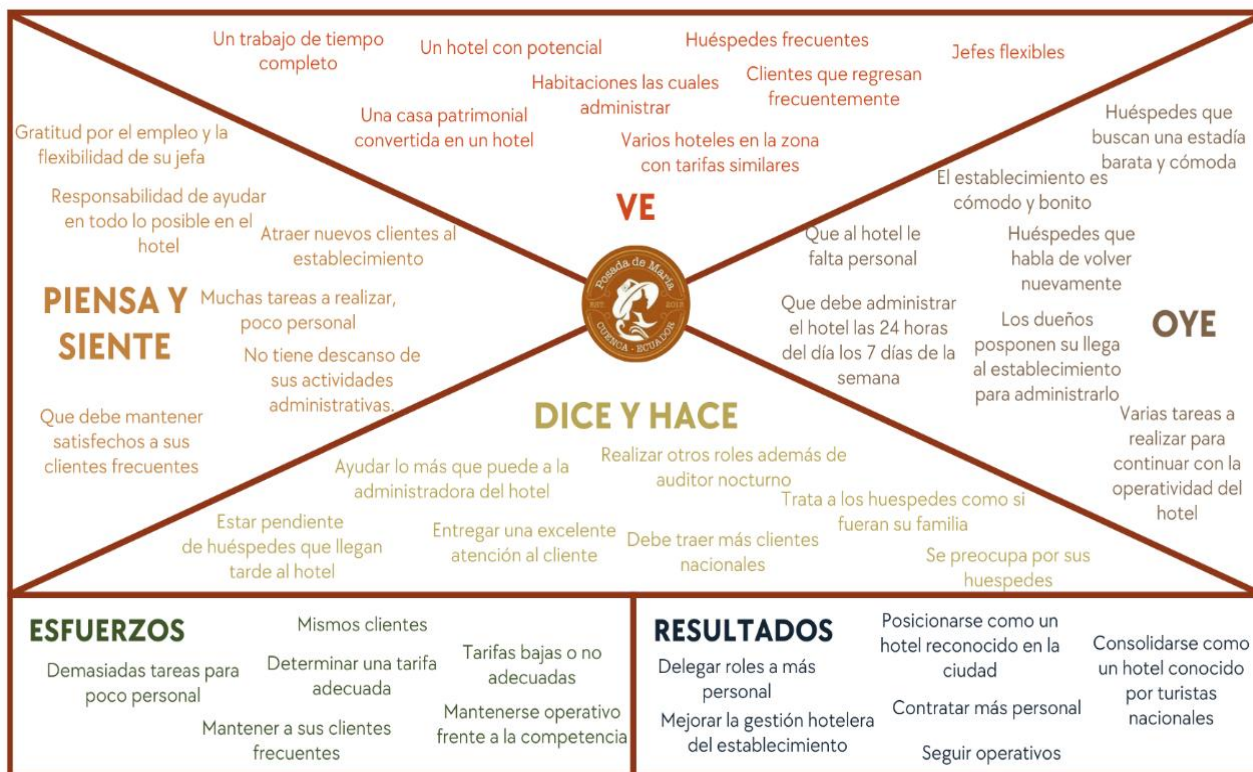 Un trabajo de tiempo
completo
Un hotel con potencial
Huéspedes frecuentes
Jefes flexibles
Habitaciones las cuales
administrar
Clientes que regresan
frecuentemente
Una casa patrimonial
convertida en un hotel
Varios hoteles en la zona
con tarifas similares
VE
Gratitud por el empleo y la
flexibilidad de su jefa
Responsabilidad de ayudar
en todo lo posible en el
hotel
Atraer nuevos clientes al
establecimiento
PIENSA Y
SIENTE
Muchas tareas a realizar,
poco personal
No tiene descanso de
sus actividades
administrativas.
Que debe mantener
satisfechos a sus
clientes frecuentes
Posada de María
EST
2015
CUENCA - ECUADOR
Huéspedes que
buscan una estadía
barata y cómoda
El establecimiento es
cómodo y bonito
Que al hotel le
falta personal
Huéspedes que
habla de volver
nuevamente
Que debe administrar
el hotel las 24 horas
del día los 7 días de la
semana
Los dueños
posponen su llega
al establecimiento
para administrarlo
OYE
Varias tareas a
realizar para
continuar con la
operatividad del
hotel
DICE Y HACE
Ayudar lo más que puede a la
administradora del hotel
Realizar otros roles además de
auditor nocturno
Trata a los huespedes como si
fueran su familia
Estar pendiente
de huéspedes que llegan
tarde al hotel
Entregar una excelente
atención al cliente
Debe traer más clientes
nacionales
Se preocupa por sus
huespedes
ESFUERZOS
Mismos clientes
Demasiadas tareas para
poco personal
Determinar una tarifa
adecuada
Tarifas bajas o no
adecuadas
Mantener a sus clientes
frecuentes
Mantenerse operativo
frente a la competencia
RESULTADOS
Delegar roles a más
personal
Posicionarse como un
hotel reconocido en la
ciudad
Consolidarse como
un hotel conocido
por turistas
nacionales
Mejorar la gestión hotelera
del establecimiento
Contratar más personal
Seguir operativos